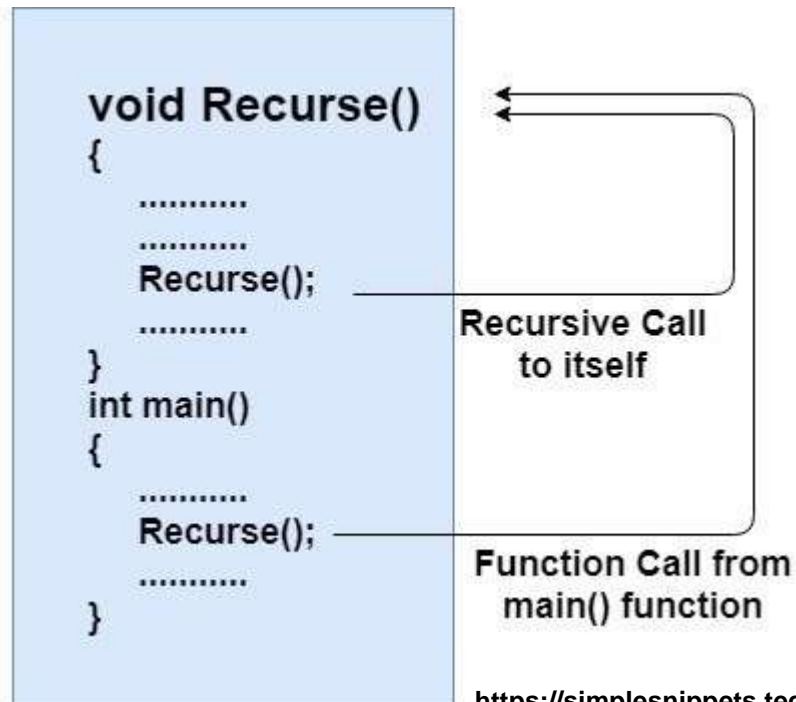 void Recurse()
{
...........
...........
Recurse();
...........
}
int main()
{
...........
Recurse();
...........
}
Recursive Call
to itself
Function Call from
main() function